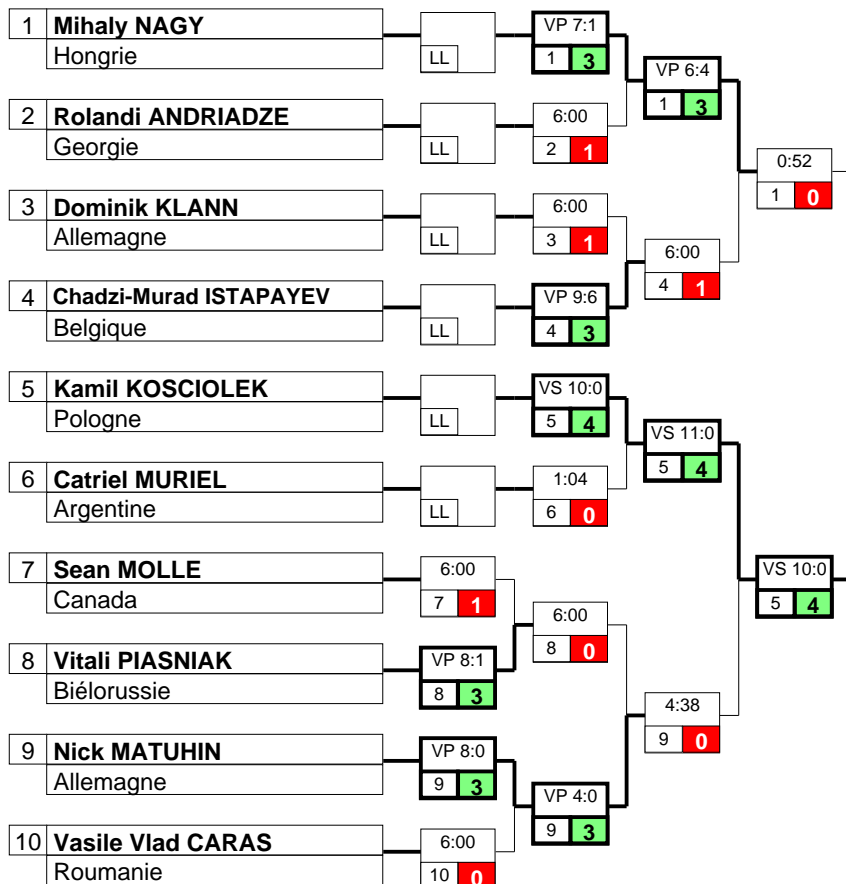 1 Mihaly NAGY
Hongrie
LL
VP 7:1
1 3
VP 6:4
1 3
2 Rolandi ANDRIADZE
Georgie
LL
6:00
2 1
0:52
1 0
3 Dominik KLANN
Allemagne
LL
6:00
3 1
6:00
4 1
4 Chadzi-Murad ISTAPAYEV
Belgique
LL
VP 9:6
4 3
5 Kamil KOSCIOLEK
Pologne
LL
VS 10:0
5 4
VS 11:0
5 4
6 Catriel MURIEL
Argentine
LL
1:04
6 0
7 Sean MOLLE
Canada
6:00
7 1
VS 10:0
5 4
6:00
8 0
8 Vitali PIASNIAK
Biélorussie
VP 8:1
8 3
4:38
9 0
9 Nick MATUHIN
Allemagne
VP 8:0
9 3
VP 4:0
9 3
10 Vasile Vlad CARAS
Roumanie
6:00
10 0